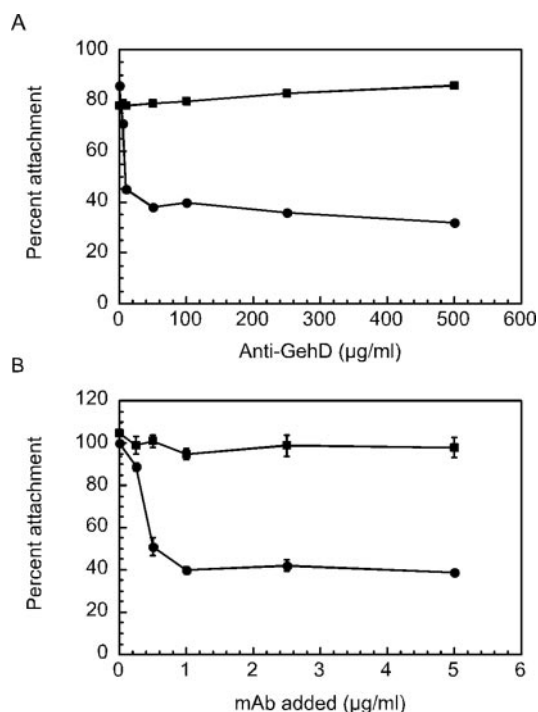 A
100
80
60
40
20
0
Percent attachment
0 100 200 300 400 500 600
Anti-GehD (µg/ml)
B
120
100
80
60
40
20
0
Percent attachment
0 1 2 3 4 5 6
mAb added (µg/ml)